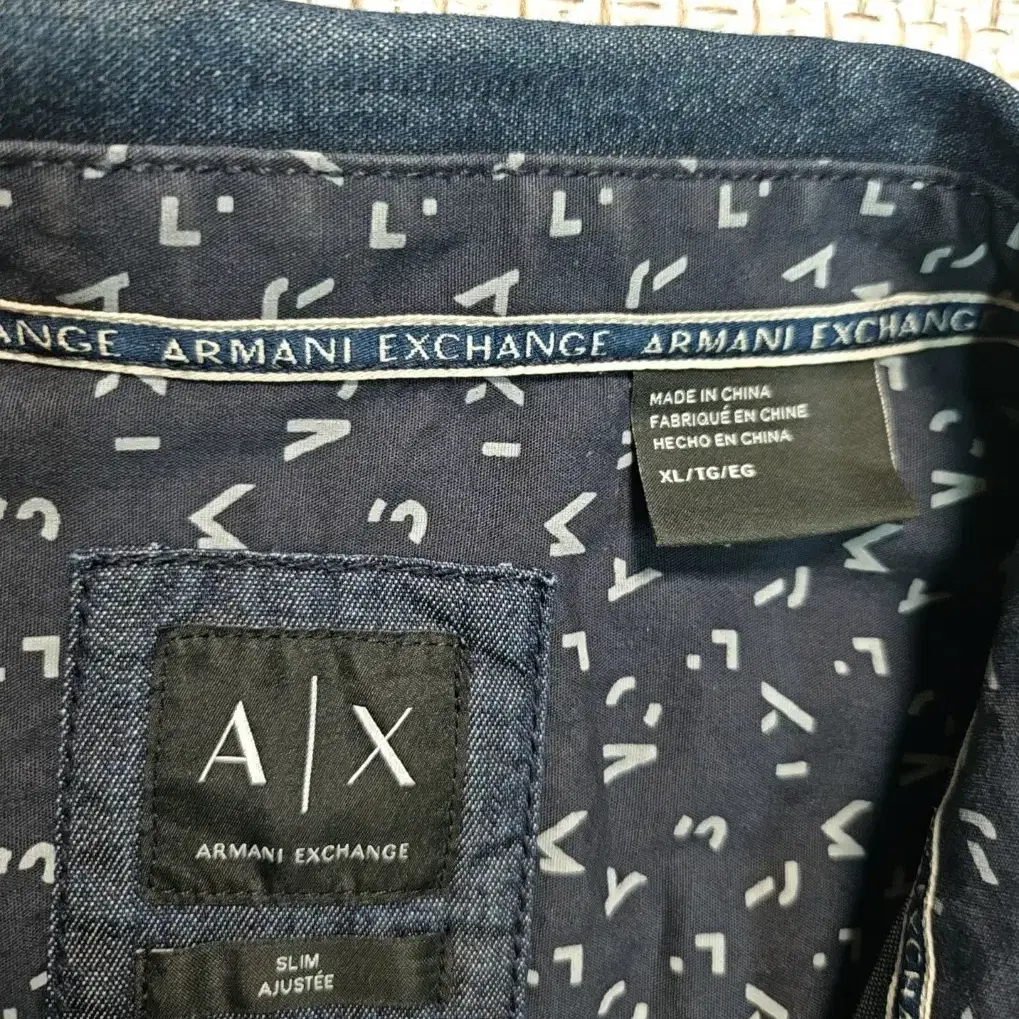 ANGE ARMANI EXCHANGE ARMANI EXCHANG
MADE IN CHINA
FABRIQUÉ EN CHINE
HECHO EN CHINA
XL/TG/EG
A|X
ARMANI EXCHANGE
SLIM
AJUSTÉE